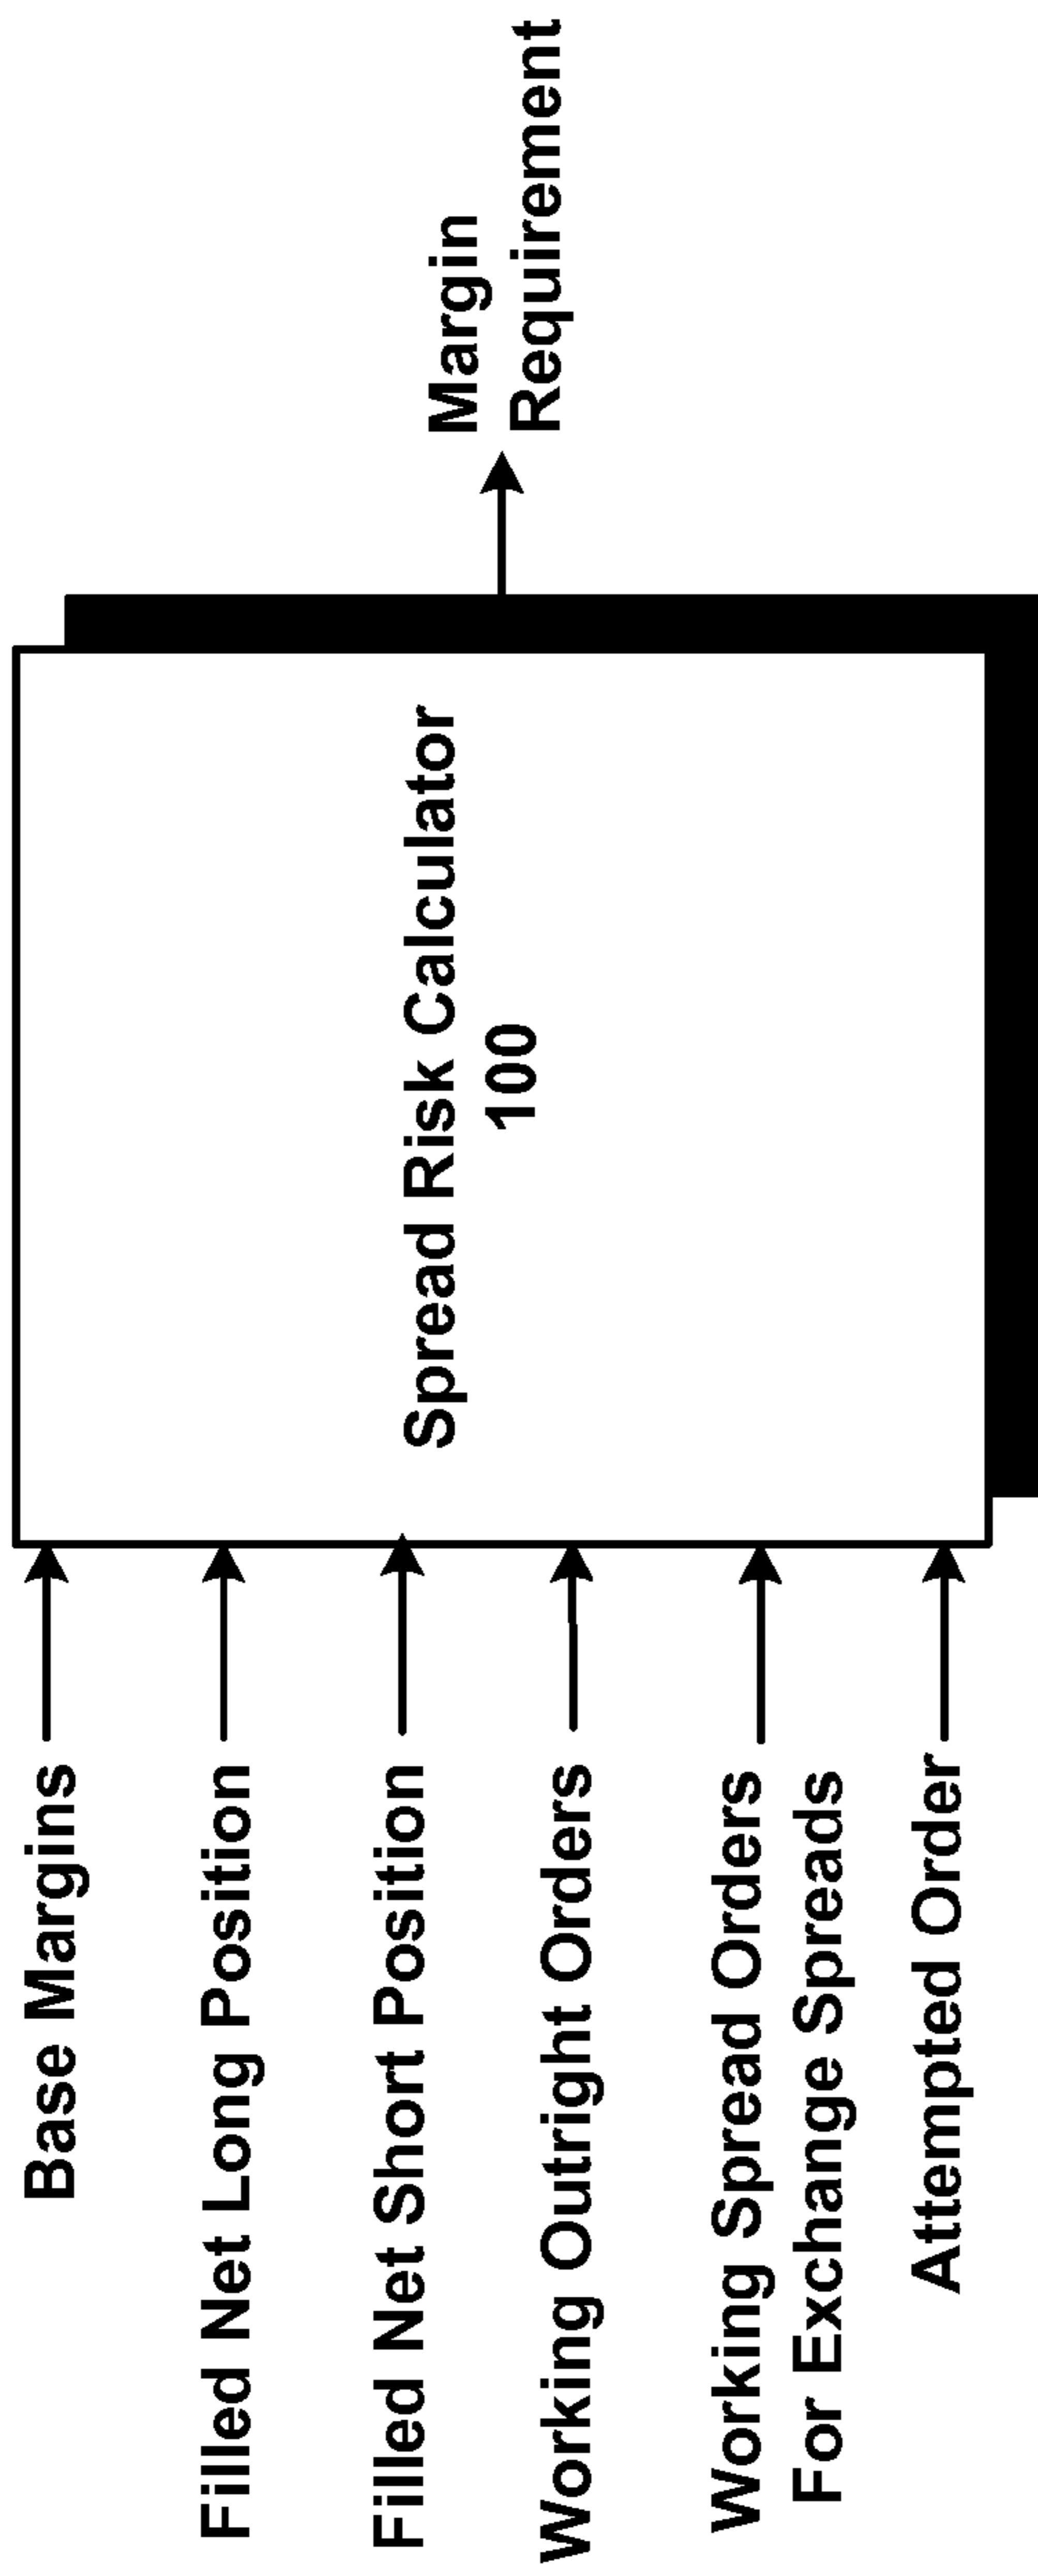 Base Margins
Filled Net Long Position
Filled Net Short Position
Working Outright Orders
Working Spread Orders
For Exchange Spreads
Attempted Order
Spread Risk Calculator
100
Margin
Requirement